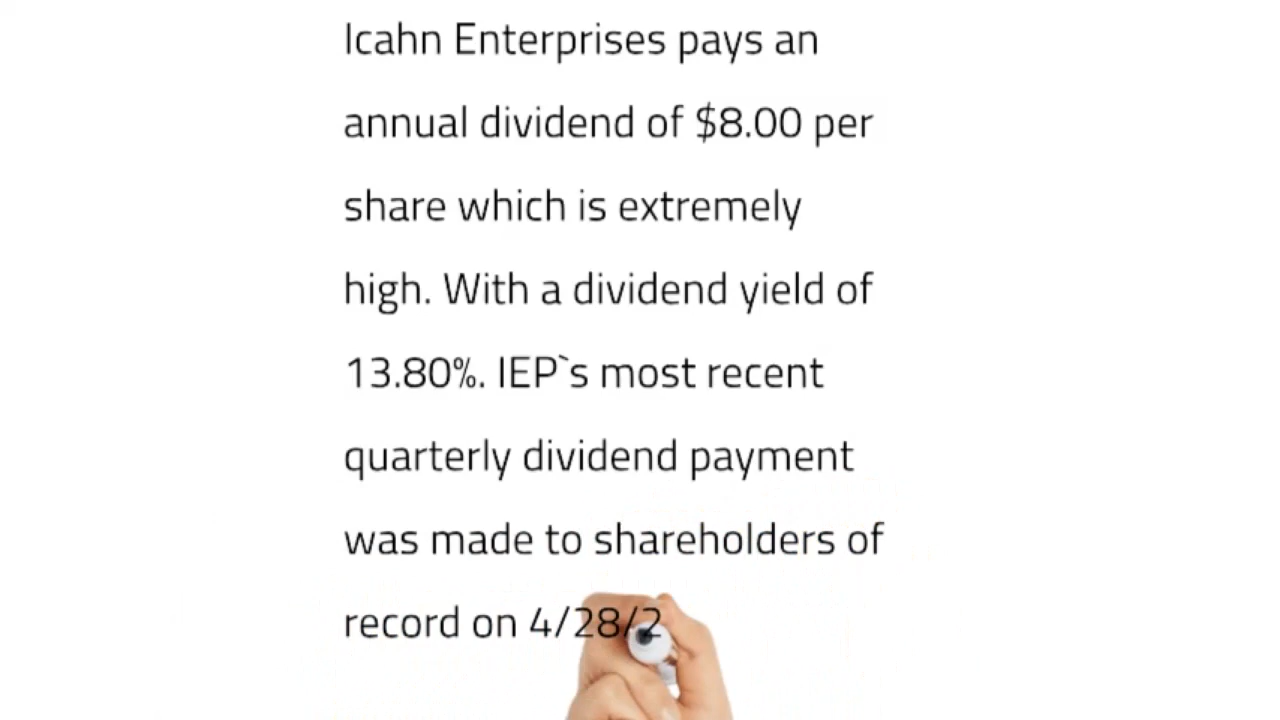 Icahn Enterprises pays an
annual dividend of $8.00 per
share which is extremely
high. With a dividend yield of
13.80%. IEP`s most recent
quarterly dividend payment
was made to shareholders of
record on 4/28/2